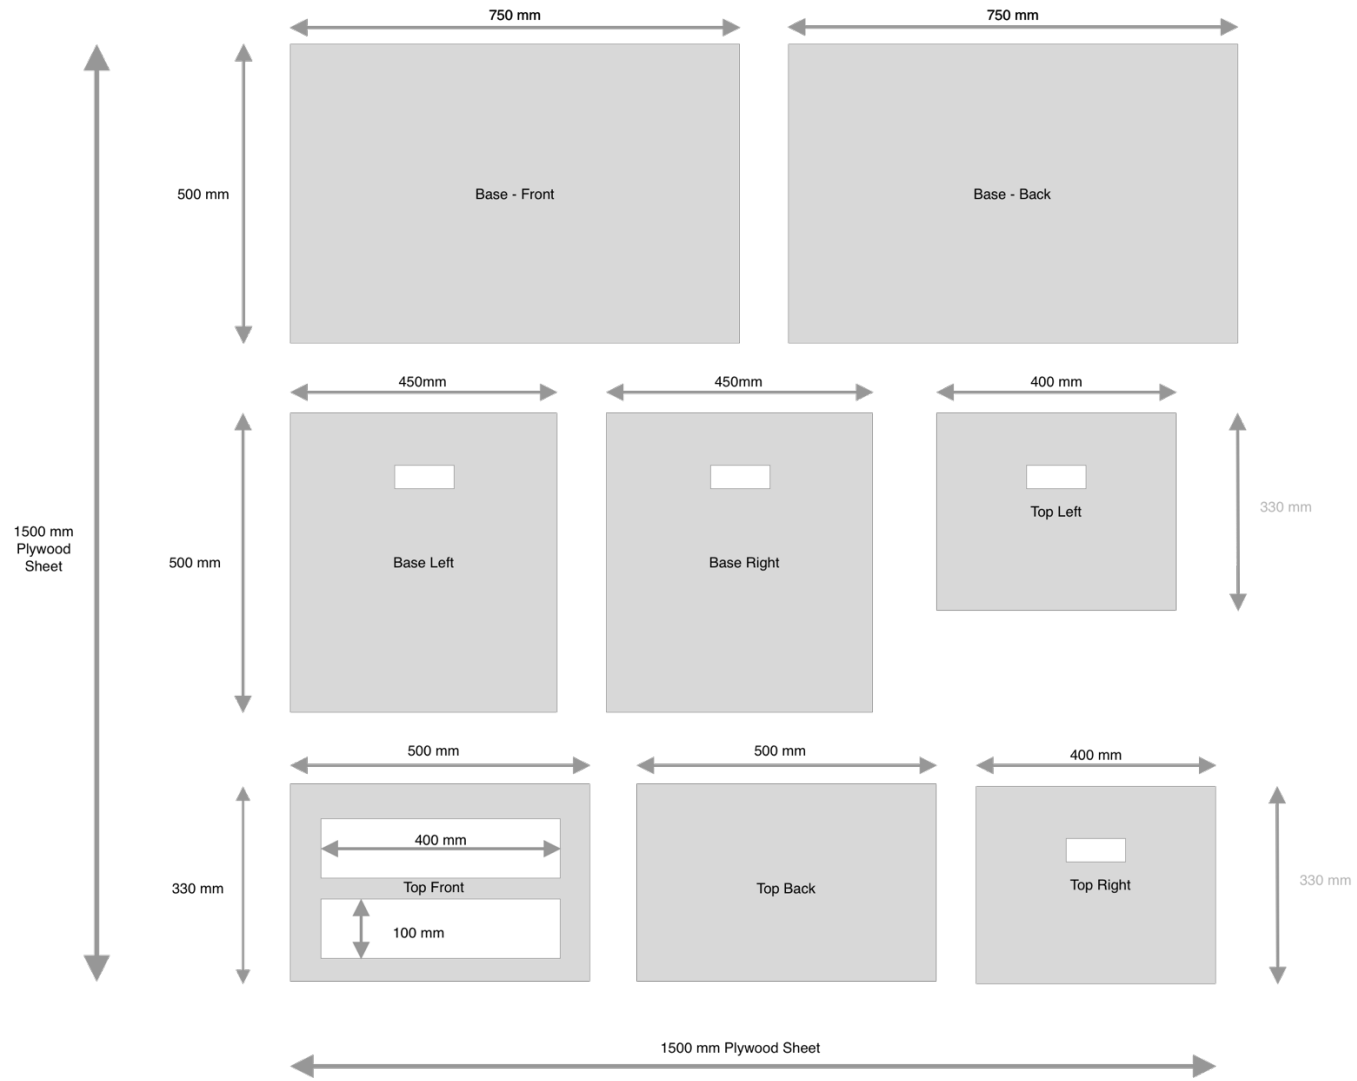 750 mm
750 mm
500 mm
Base - Front
Base - Back
450mm
450mm
400 mm
330 mm
Top Left
1500 mm
Plywood
Sheet
500 mm
Base Left
Base Right
500 mm
500 mm
400 mm
400 mm
330 mm
Top Front
Top Back
Top Right
330 mm
100 mm
1500 mm Plywood Sheet